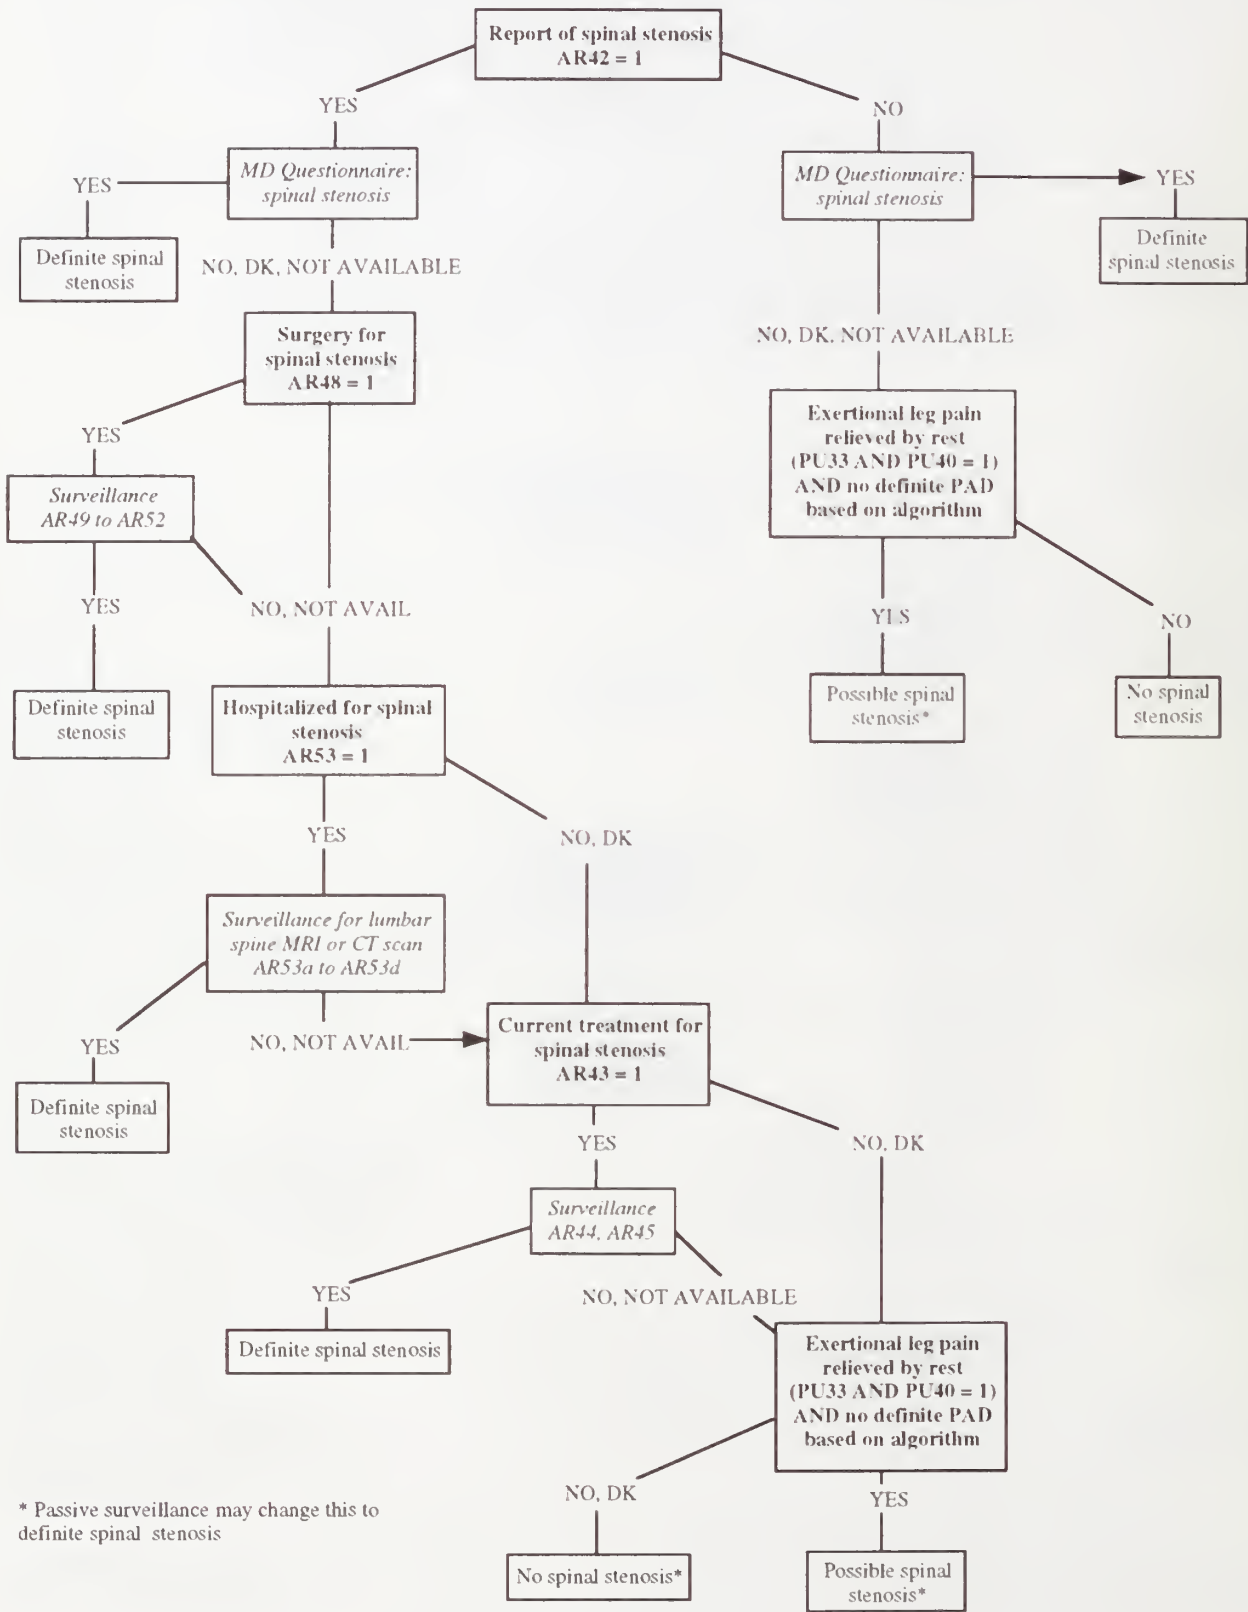 Report of spinal stenosis
AR42 = 1
YES
NO
MD Questionnaire:
spinal stenosis
YES
MD Questionnaire:
spinal stenosis
YES
Definite spinal
stenosis
NO, DK, NOT AVAILABLE
Definite
spinal stenosis
Surgery for
spinal stenosis
AR48 = 1
NO, DK, NOT AVAILABLE
YES
Exertional leg pain
relieved by rest
(PU33 AND PU40 = 1)
AND no definite PAD
based on algorithm
Surveillance
AR49 to AR52
YES
NO, NOT AVAIL
YES
NO
Definite spinal
stenosis
Hospitalized for spinal
stenosis
AR53 = 1
Possible spinal
stenosis*
No spinal
stenosis
YES
NO, DK
Surveillance for lumbar
spine MRI or CT scan
AR53a to AR53d
YES
NO, NOT AVAIL
Current treatment for
spinal stenosis
AR43 = 1
Definite spinal
stenosis
YES
NO, DK
Surveillance
AR44, AR45
YES
NO, NOT AVAILABLE
Definite spinal stenosis
Exertional leg pain
relieved by rest
(PU33 AND PU40 = 1)
AND no definite PAD
based on algorithm
NO, DK
YES
* Passive surveillance may change this to
definite spinal stenosis
No spinal stenosis*
Possible spinal
stenosis*